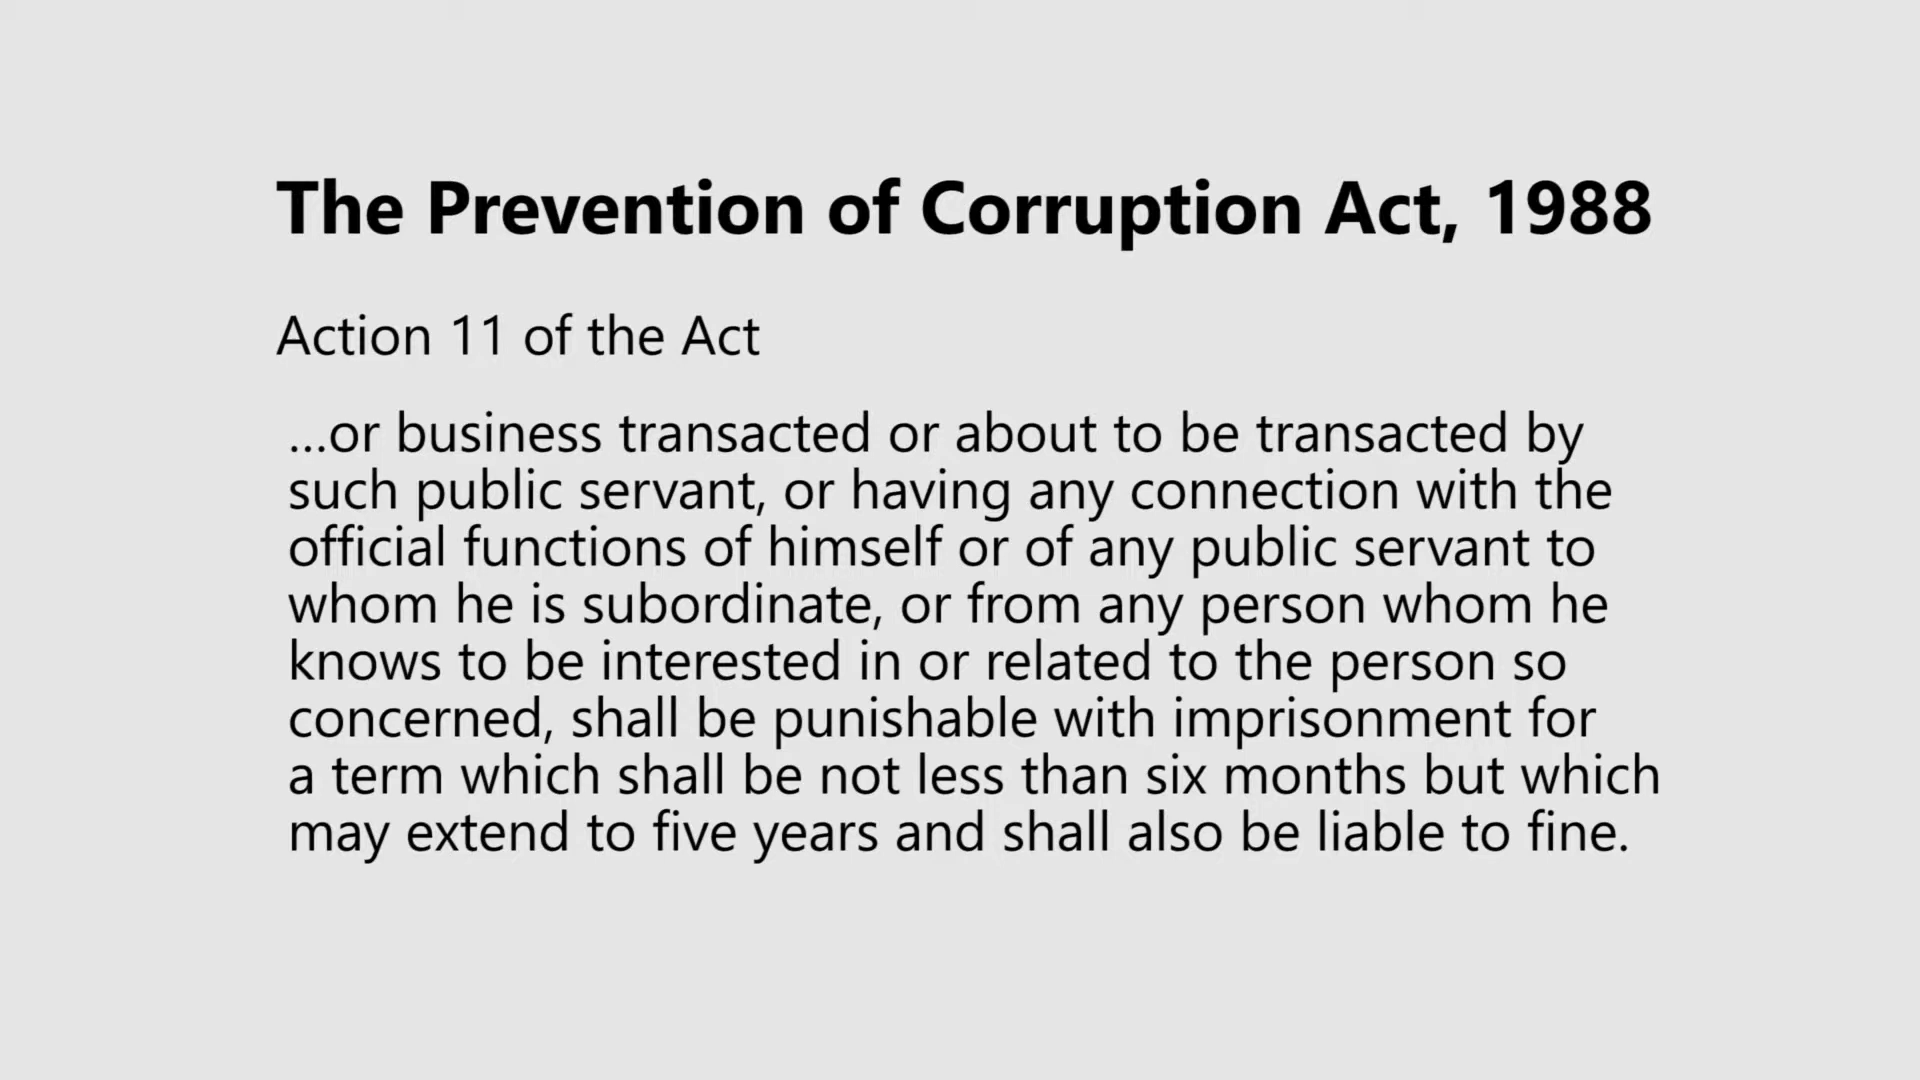 The Prevention of Corruption Act, 1988
Action 11 of the Act
...or business transacted or about to be transacted by
such public servant, or having any connection with the
official functions of himself or of any public servant to
whom he is subordinate, or from any person whom he
knows to be interested in or related to the person so
concerned, shall be punishable with imprisonment for
a term which shall be not less than six months but which
may extend to five years and shall also be liable to fine.